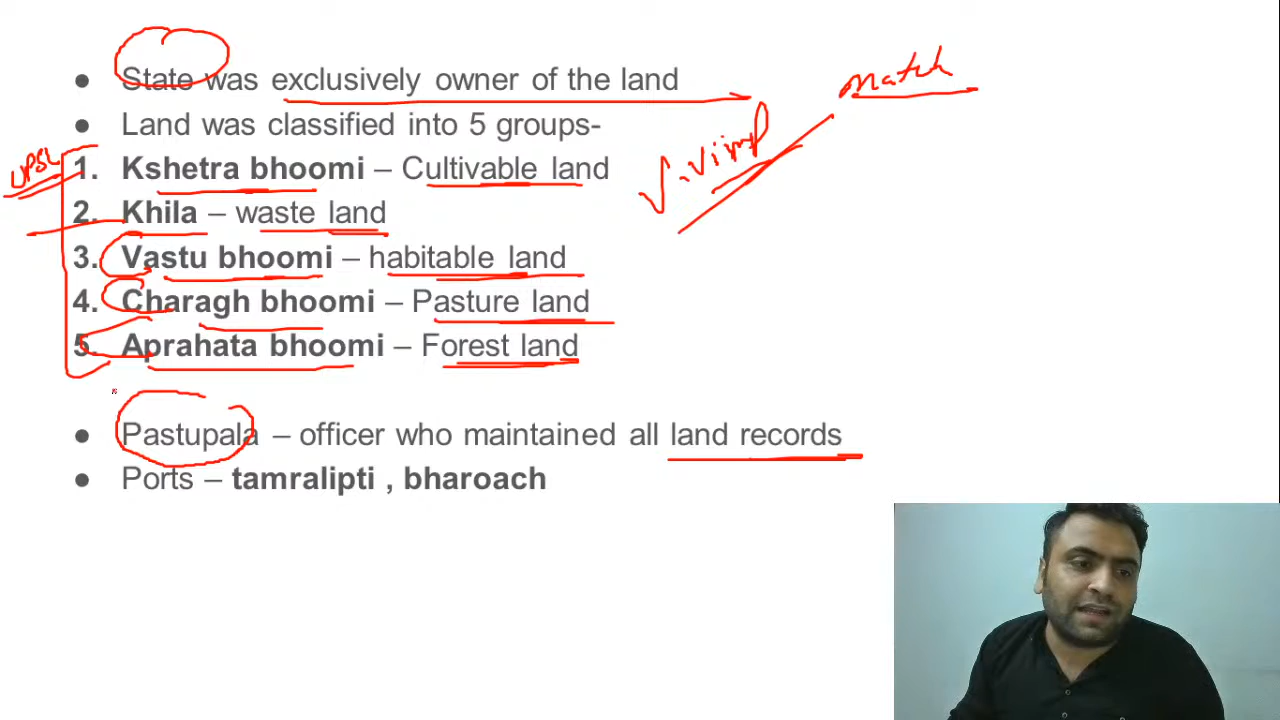 ● State was exclusively owner of the land
match
● Land was classified into 5 groups-
V.V imp
UPSC
1. Kshetra bhoomi – Cultivable land
2. Khila – waste land
3. Vastu bhoomi – habitable land
4. Charagh bhoomi – Pasture land
5. Aprahata bhoomi – Forest land
● Pastupala – officer who maintained all land records
● Ports – tamralipti , bharoach